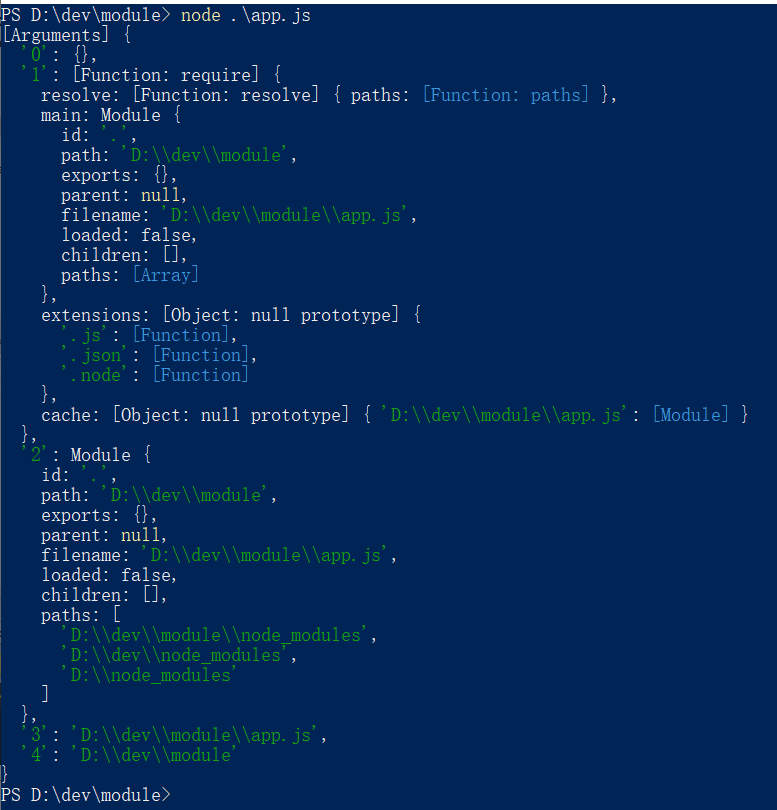 PS D:\dev\module> node .\app.js
[Arguments] {
  '0': {},
  '1': [Function: require] {
    resolve: [Function: resolve] { paths: [Function: paths] },
    main: Module {
      id: '.',
      path: 'D:\\dev\\module',
      exports: {},
      parent: null,
      filename: 'D:\\dev\\module\\app.js',
      loaded: false,
      children: [],
      paths: [Array]
    },
    extensions: [Object: null prototype] {
      '.js': [Function],
      '.json': [Function],
      '.node': [Function]
    },
    cache: [Object: null prototype] { 'D:\\dev\\module\\app.js': [Module] }
  },
  '2': Module {
    id: '.',
    path: 'D:\\dev\\module',
    exports: {},
    parent: null,
    filename: 'D:\\dev\\module\\app.js',
    loaded: false,
    children: [],
    paths: [
      'D:\\dev\\module\\node_modules',
      'D:\\dev\\node_modules',
      'D:\\node_modules'
    ]
  },
  '3': 'D:\\dev\\module\\app.js',
  '4': 'D:\\dev\\module'
}
PS D:\dev\module>